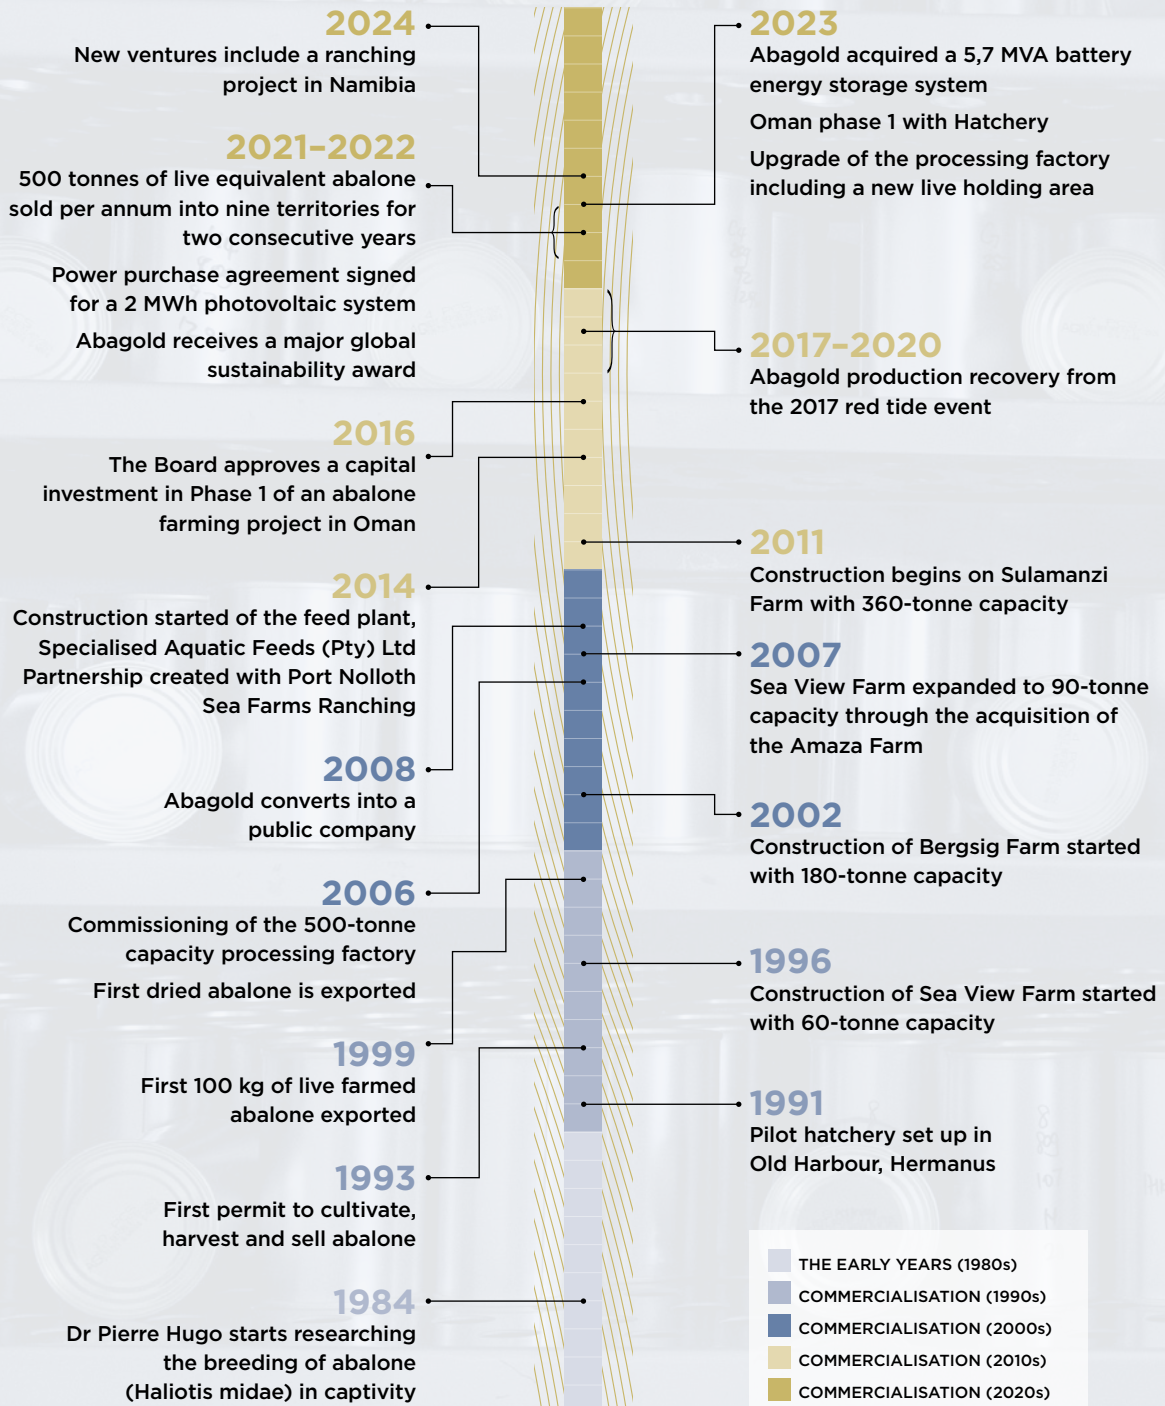 2024
New ventures include a ranching
project in Namibia
2021–2022
500 tonnes of live equivalent abalone
sold per annum into nine territories for
two consecutive years
Power purchase agreement signed
for a 2 MWh photovoltaic system
Abagold receives a major global
sustainability award
2016
The Board approves a capital
investment in Phase 1 of an abalone
farming project in Oman
2014
Construction started of the feed plant,
Specialised Aquatic Feeds (Pty) Ltd
Partnership created with Port Nolloth
Sea Farms Ranching
2008
Abagold converts into a
public company
2006
Commissioning of the 500-tonne
capacity processing factory
First dried abalone is exported
1999
First 100 kg of live farmed
abalone exported
1993
First permit to cultivate,
harvest and sell abalone
1984
Dr Pierre Hugo starts researching
the breeding of abalone
(Haliotis midae) in captivity
2023
Abagold acquired a 5,7 MVA battery
energy storage system
Oman phase 1 with Hatchery
Upgrade of the processing factory
including a new live holding area
2017–2020
Abagold production recovery from
the 2017 red tide event
2011
Construction begins on Sulamanzi
Farm with 360-tonne capacity
2007
Sea View Farm expanded to 90-tonne
capacity through the acquisition of
the Amaza Farm
2002
Construction of Bergsig Farm started
with 180-tonne capacity
1996
Construction of Sea View Farm started
with 60-tonne capacity
1991
Pilot hatchery set up in
Old Harbour, Hermanus
THE EARLY YEARS (1980s)
COMMERCIALISATION (1990s)
COMMERCIALISATION (2000s)
COMMERCIALISATION (2010s)
COMMERCIALISATION (2020s)